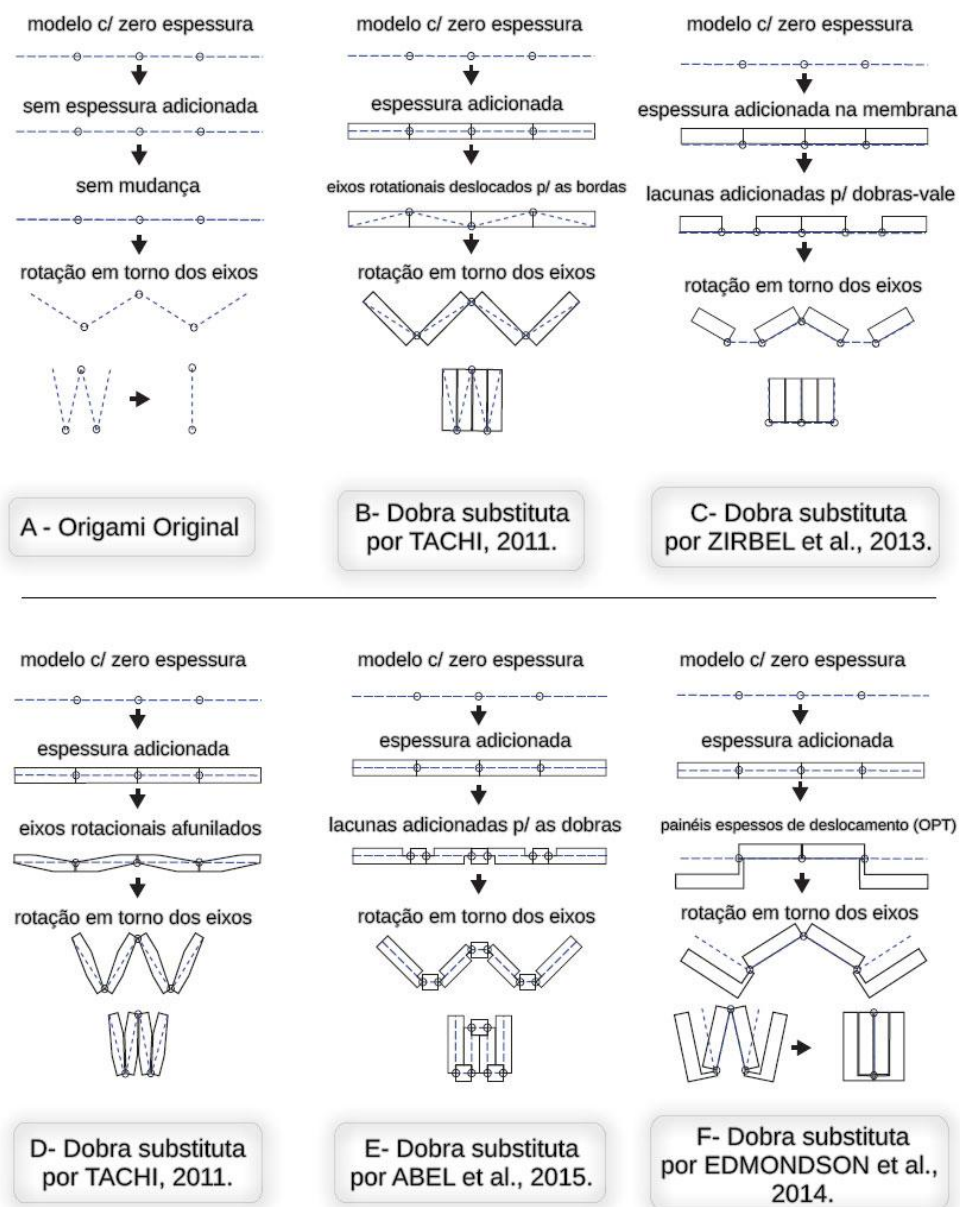 modelo c/ zero espessura
sem espessura adicionada
sem mudança
rotação em torno dos eixos
A - Origami Original
modelo c/ zero espessura
espessura adicionada
eixos rotationais deslocados p/ as bordas
rotação em torno dos eixos
B- Dobra substituta
por TACHI, 2011.
modelo c/ zero espessura
espessura adicionada na membrana
lacunas adicionadas p/ dobras-vale
rotação em torno dos eixos
C- Dobra substituta
por ZIRBEL et al., 2013.
modelo c/ zero espessura
espessura adicionada
eixos rotacionais afunilados
rotação em torno dos eixos
D- Dobra substituta
por TACHI, 2011.
modelo c/ zero espessura
espessura adicionada
lacunas adicionadas p/ as dobras
rotação em torno dos eixos
E- Dobra substituta
por ABEL et al., 2015.
modelo c/ zero espessura
espessura adicionada
painéis espessos de deslocamento (OPT)
rotação em torno dos eixos
F- Dobra substituta
por EDMONDSON et al.,
2014.